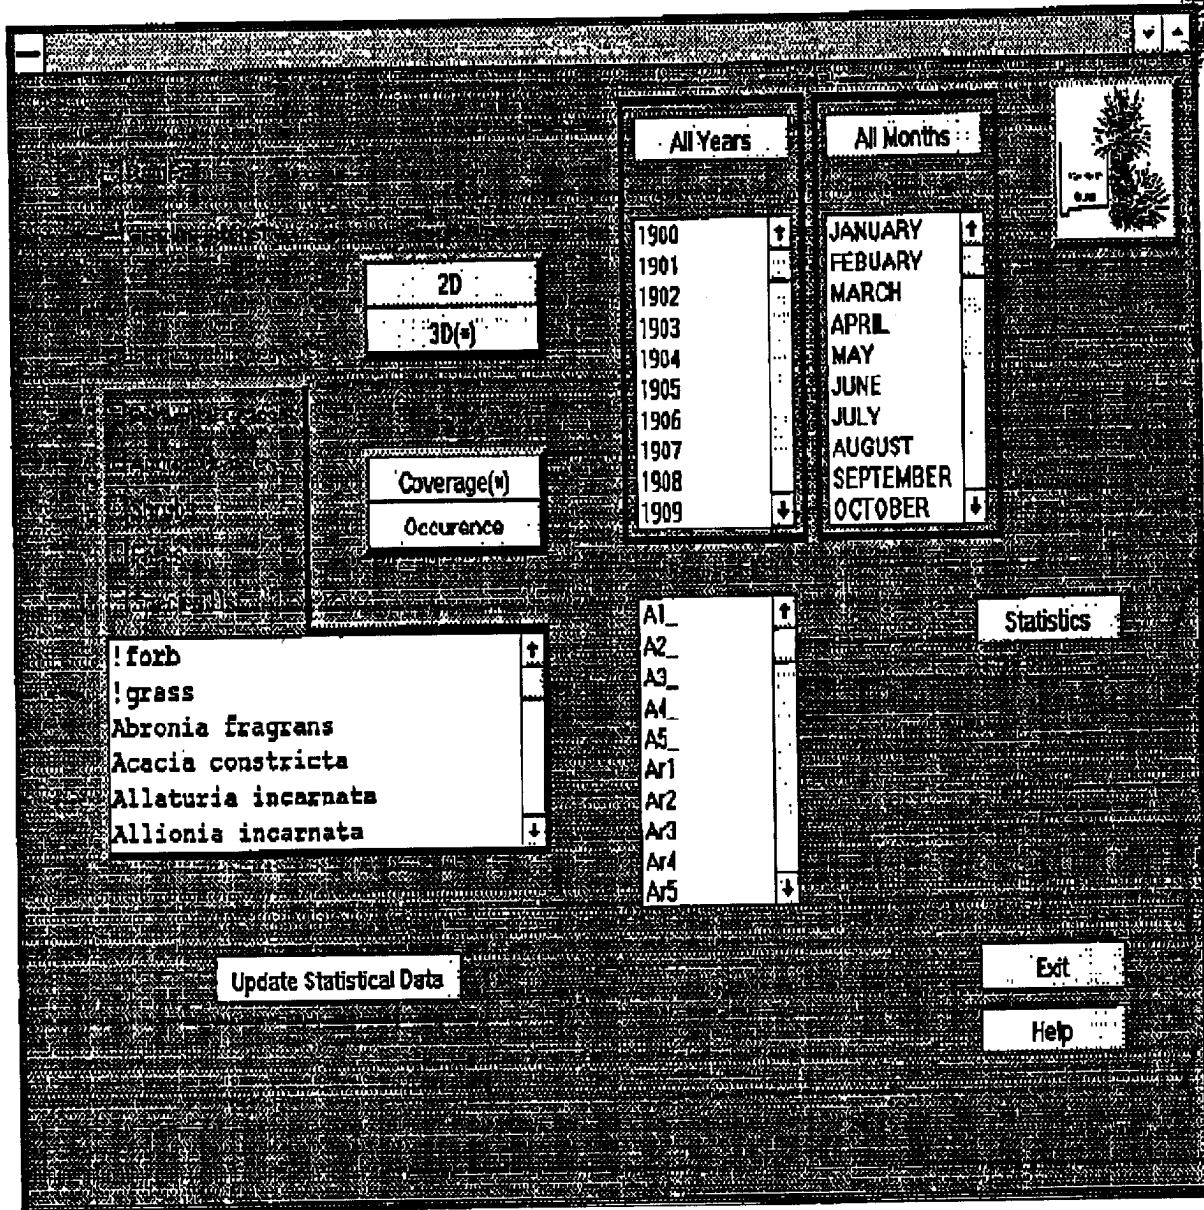 All Years
All Months
1900
1901
1902
1903
1904
1905
1906
1907
1908
1909
JANUARY
FEBUARY
MARCH
APRIL
MAY
JUNE
JULY
AUGUST
SEPTEMBER
OCTOBER
2D
3D(*)
Coverage(*)
Occurence
!forb
!grass
Abronia fragrans
Acacia constricta
Allaturia incarnata
Allionia incarnata
A1_
A2_
A3_
A4_
A5_
Ar1
Ar2
Ar3
Ar4
Ar5
Statistics
Update Statistical Data
Exit
Help